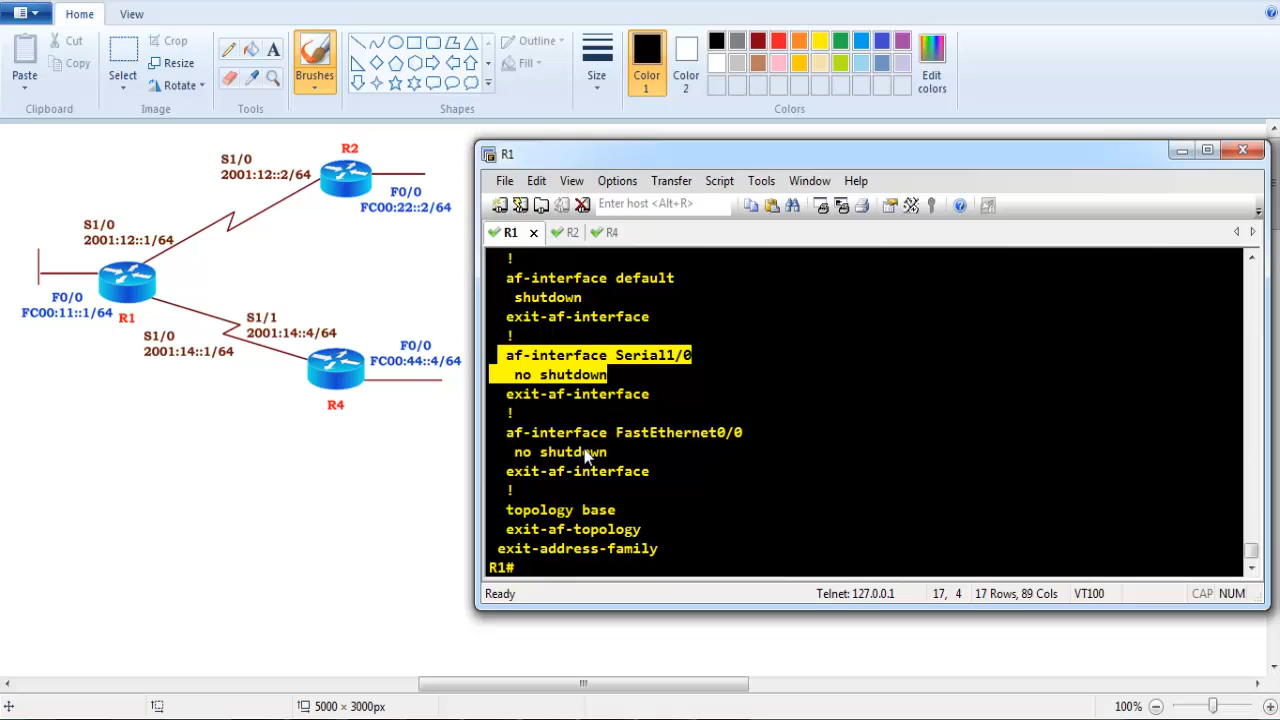 Home
View
Paste
Cut
Copy
Clipboard
Select
Crop
Resize
Rotate
Image
A
Tools
Brushes
Outline
Fill
Shapes
Size
Color
1
Color
2
Edit
colors
Colors
R2
S1/0
2001:12::2/64
F0/0
FC00:22::2/64
S1/0
2001:12::1/64
F0/0
FC00:11::1/64
R1
S1/1
2001:14::4/64
S1/0
2001:14::1/64
F0/0
FC00:44::4/64
R4
R1
File Edit View Options Transfer Script Tools Window Help
Enter host <Alt+R>
R1 R2 R4
!
af-interface default
shutdown
exit-af-interface
!
af-interface Serial1/0
no shutdown
exit-af-interface
!
af-interface FastEthernet0/0
no shutdown
exit-af-interface
!
topology base
exit-af-topology
exit-address-family
R1#
Ready Telnet: 127.0.0.1 17, 4 17 Rows, 89 Cols VT100 CAP NUM
5000 × 3000px 100%